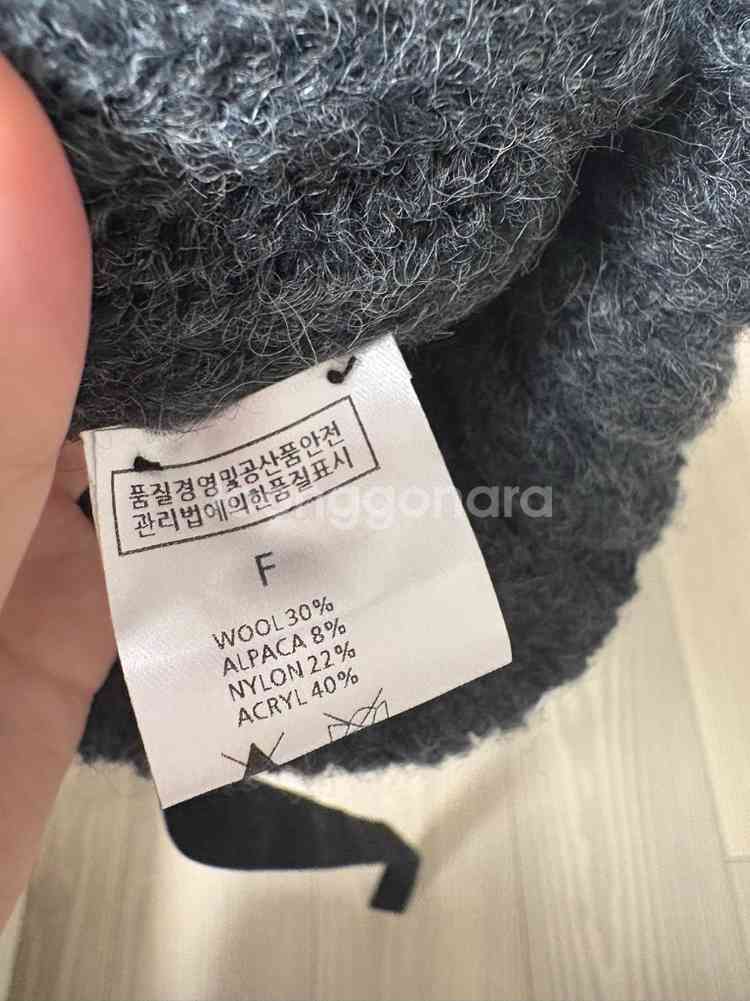 품질경영및공산품안전
관리법에의한품질표시
F
WOOL 30%
ALPACA 8%
NYLON 22%
ACRYL 40%